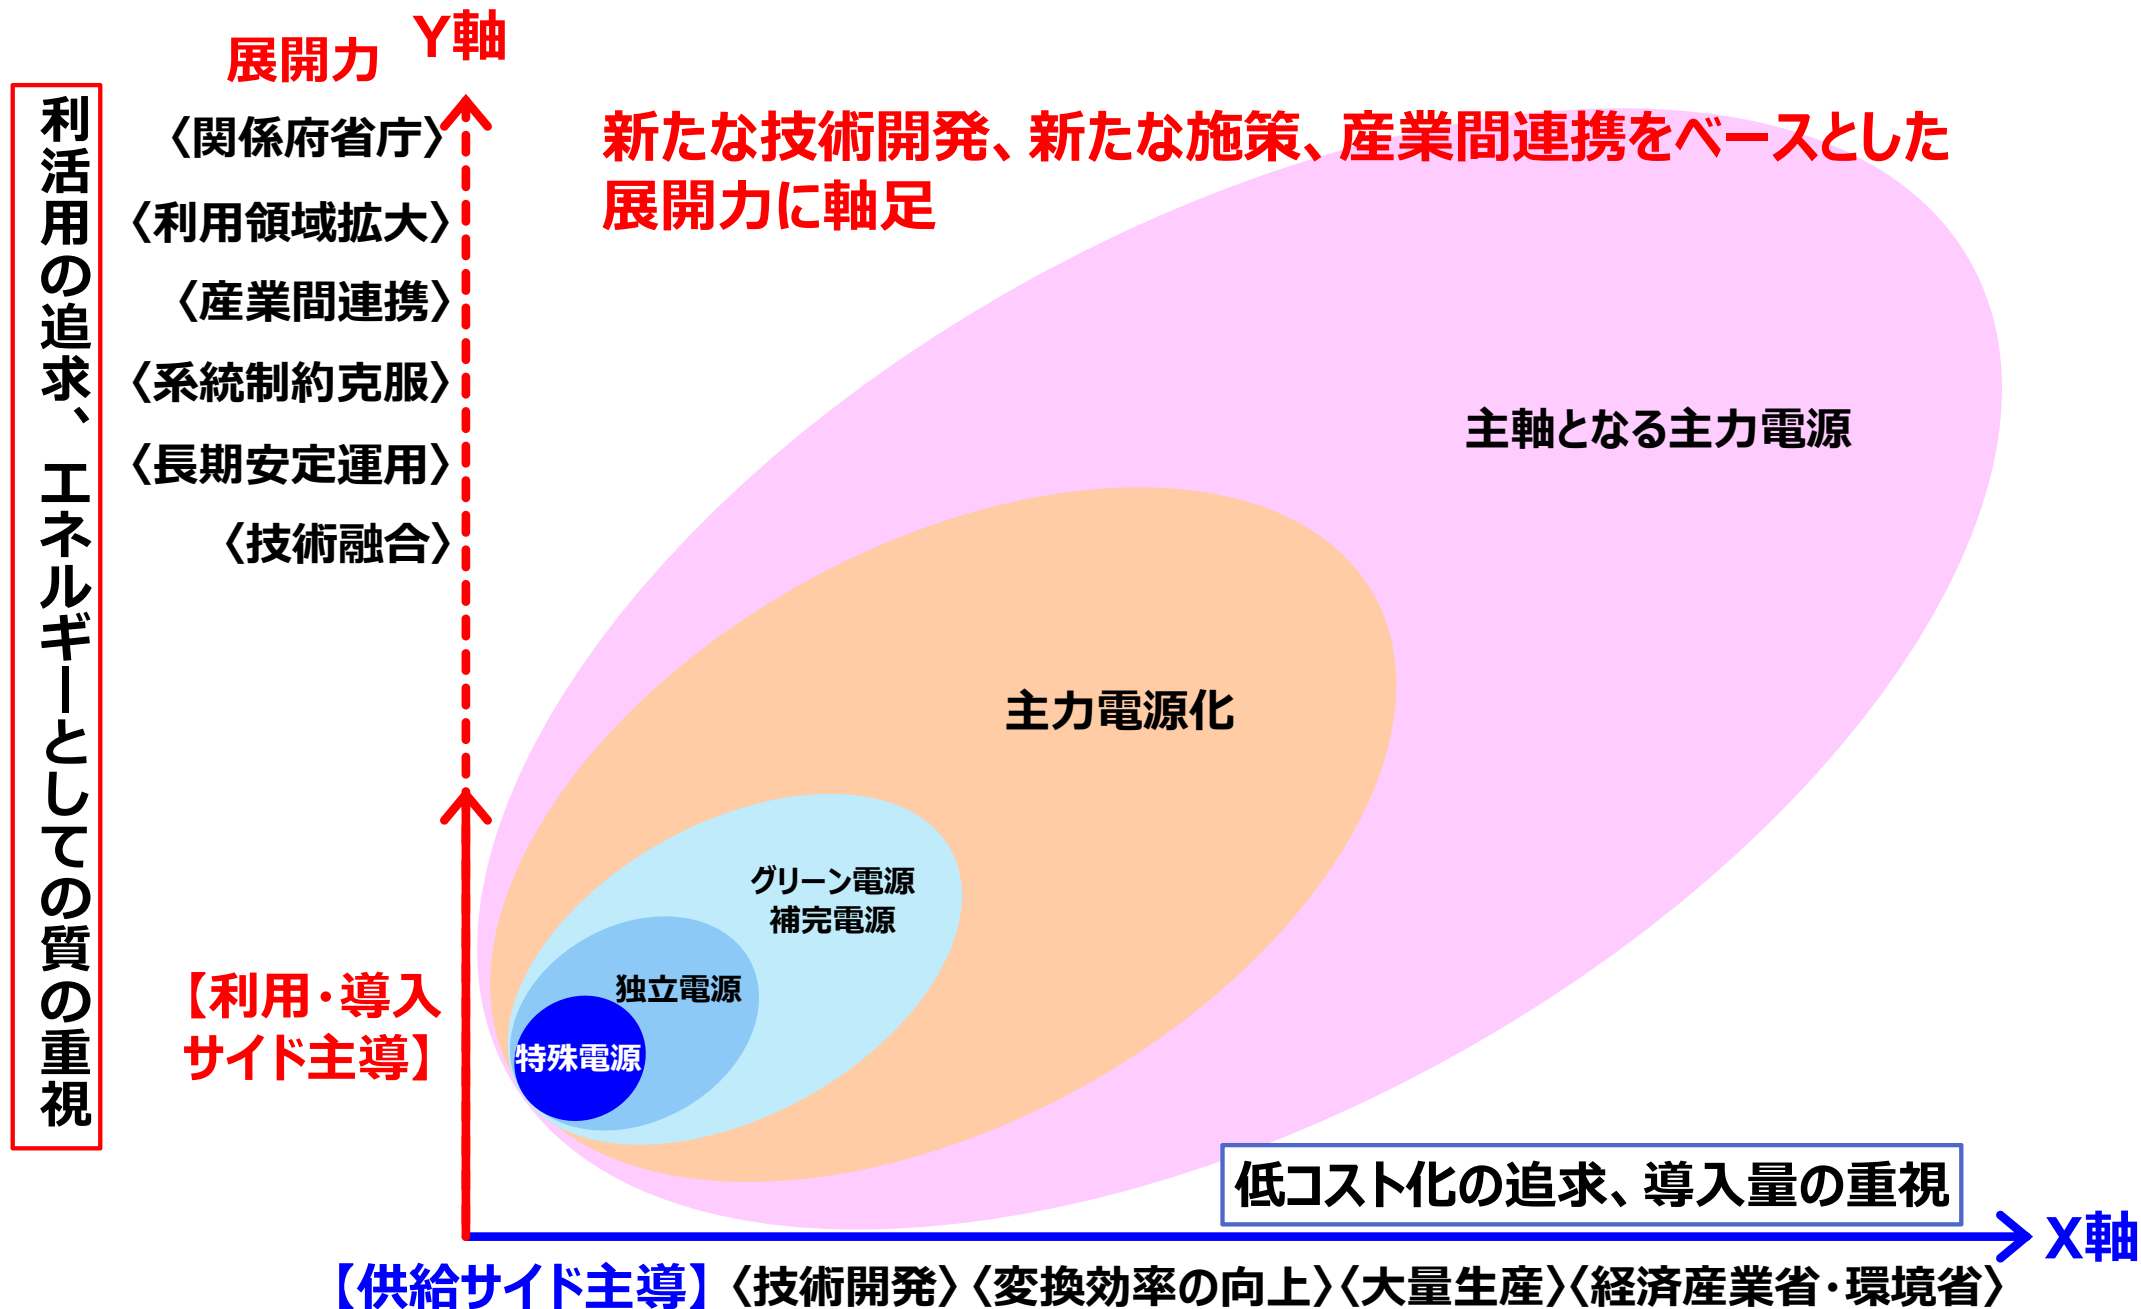 展開力
Y軸
利活用の追求、エネルギーとしての質の重視
〈関係府省庁〉
〈利用領域拡大〉
〈産業間連携〉
〈系統制約克服〉
〈長期安定運用〉
〈技術融合〉
新たな技術開発、新たな施策、産業間連携をベースとした
展開力に軸足
主軸となる主力電源
主力電源化
グリーン電源
補完電源
独立電源
特殊電源
【利用・導入
サイド主導】
低コスト化の追求、導入量の重視
X軸
【供給サイド主導】〈技術開発〉〈変換効率の向上〉〈大量生産〉〈経済産業省・環境省〉